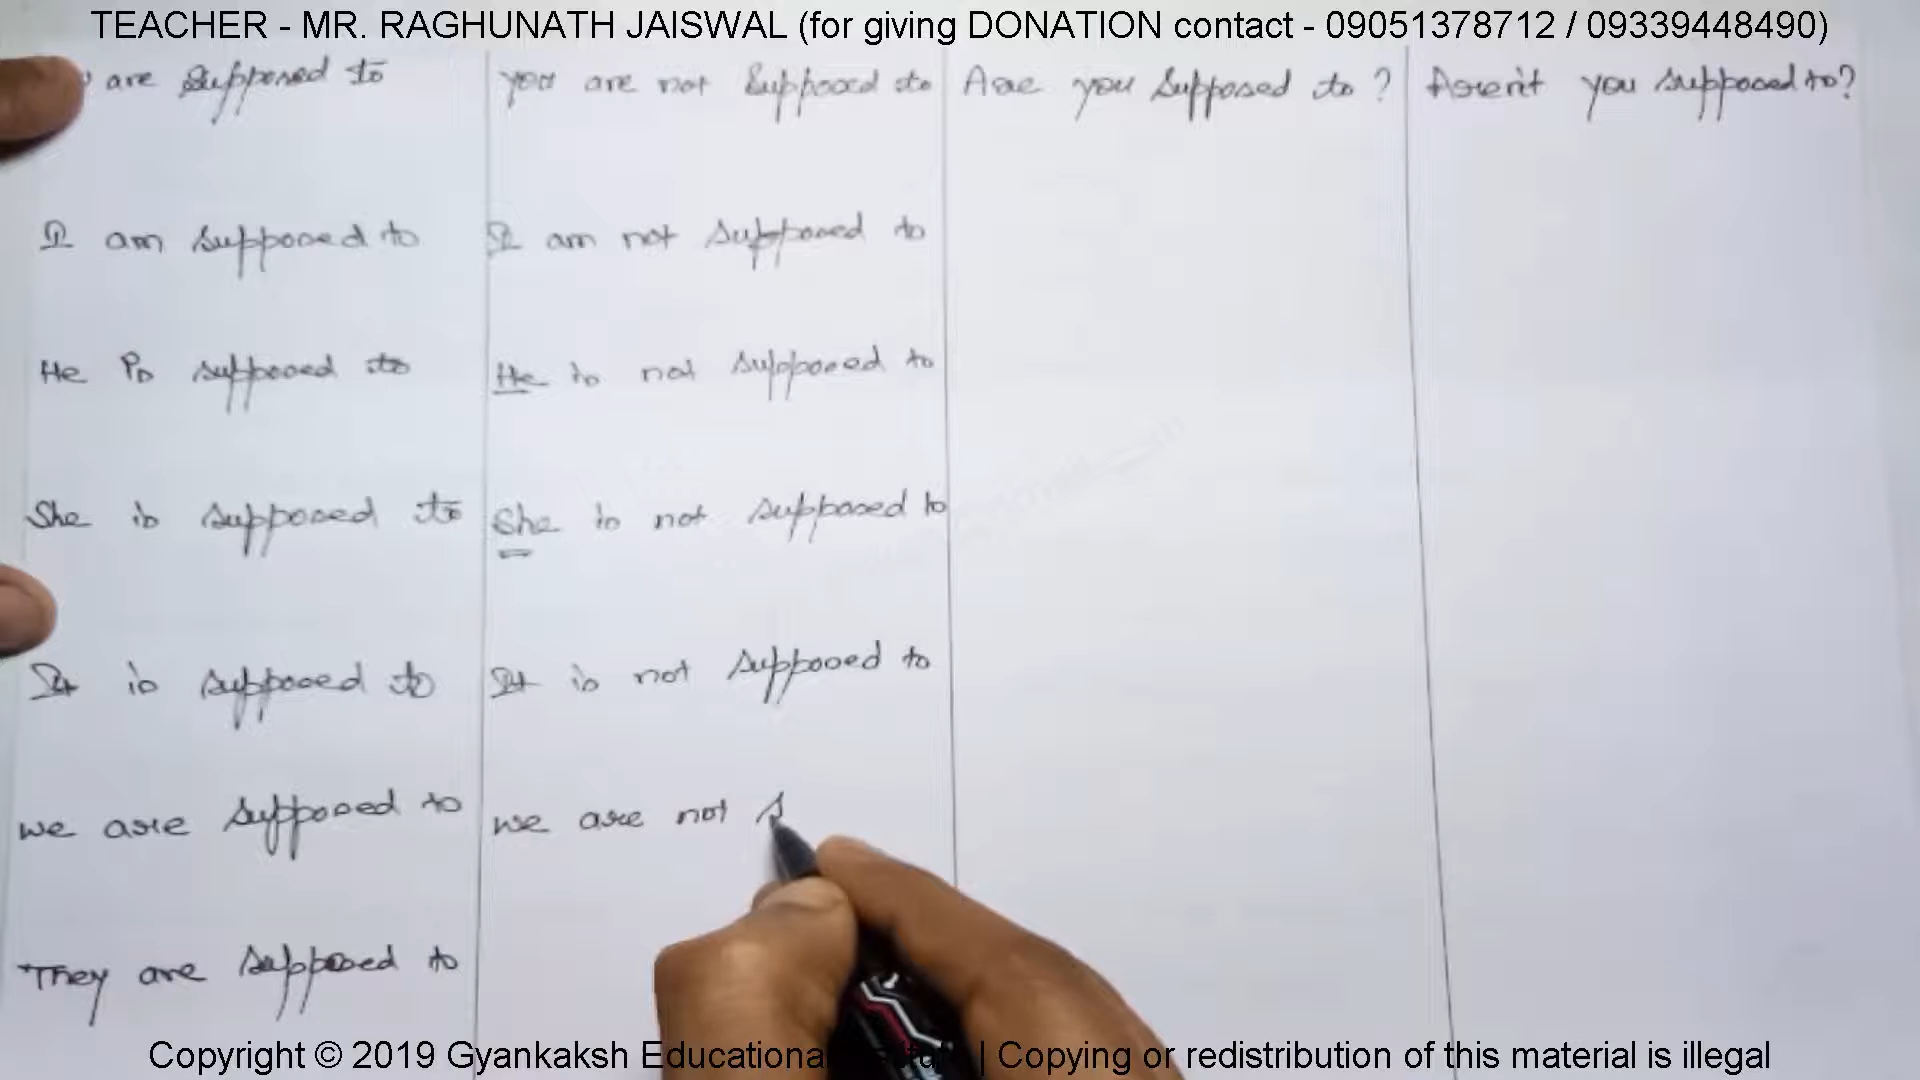 TEACHER - MR. RAGHUNATH JAISWAL (for giving DONATION contact - 09051378712 / 09339448490)
are supposed to you are not supposed to Are you supposed to? Aren't you supposed to?
I am supposed to I am not supposed to
He is supposed to He is not supposed to
She is supposed to She is not supposed to
It is supposed to It is not supposed to
we are supposed to we are not s
They are supposed to
Copyright © 2019 Gyankaksh Educational | Copying or redistribution of this material is illegal